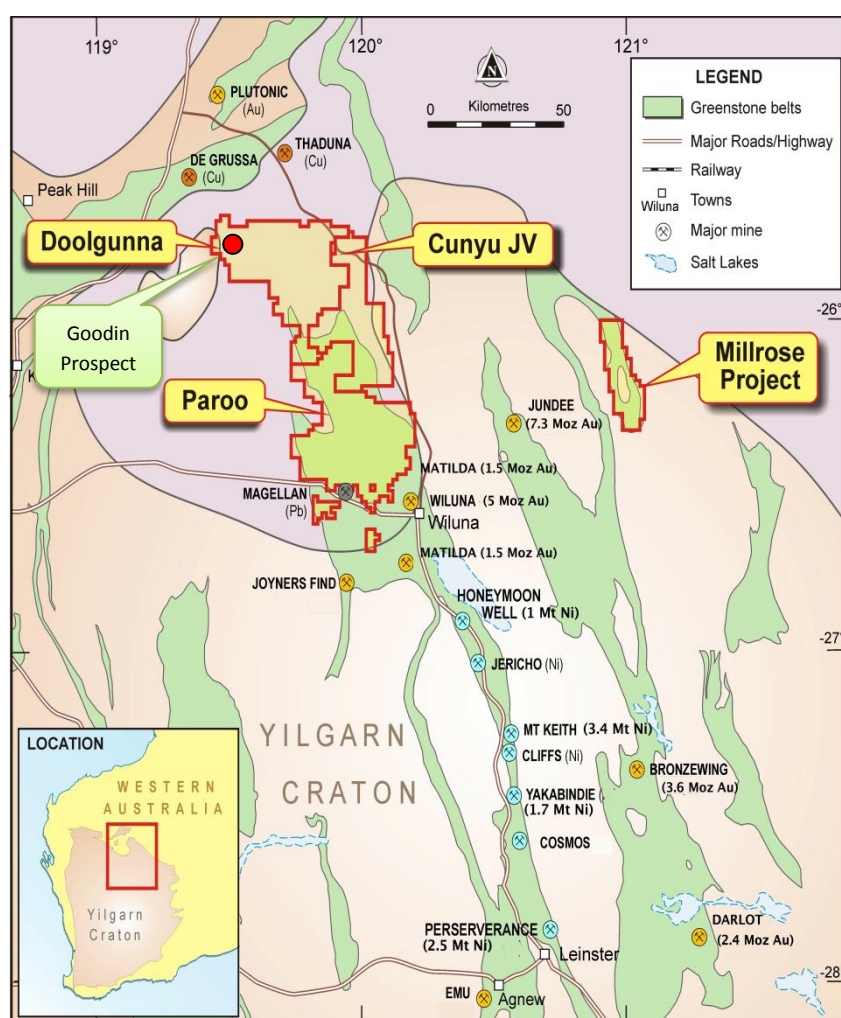 119°
120°
121°
N
0 Kilometres 50
LEGEND
Greenstone belts
Major Roads/Highway
Railway
Towns
Wiluna
Major mine
Salt Lakes
PLUTONIC
(Au)
THADUNA
(Cu)
DE GRUSSA
(Cu)
Peak Hill
Doolgunna
Cunyu JV
Goodin
Prospect
K
-26°
Millrose
Project
Paroo
JUNDEE
(7.3 Moz Au)
MATILDA (1.5 Moz Au)
MAGELLAN
(Pb)
WILUNA (5 Moz Au)
Wiluna
MATILDA (1.5 Moz Au)
JOYNERS FIND
HONEYMOON
WELL (1 Mt Ni)
-27°
JERICHO (Ni)
YILGARN
CRATON
MT KEITH (3.4 Mt Ni)
CLIFFS (Ni)
BRONZEWING
(3.6 Moz Au)
YAKABINDIE (
(1.7 Mt Ni)
COSMOS
LOCATION
WESTERN
AUSTRALIA
Yilgarn
Craton
DARLOT
(2.4 Moz Au)
PERSERVERANCE
(2.5 Mt Ni)
Leinster
-28°
EMU
Agnew